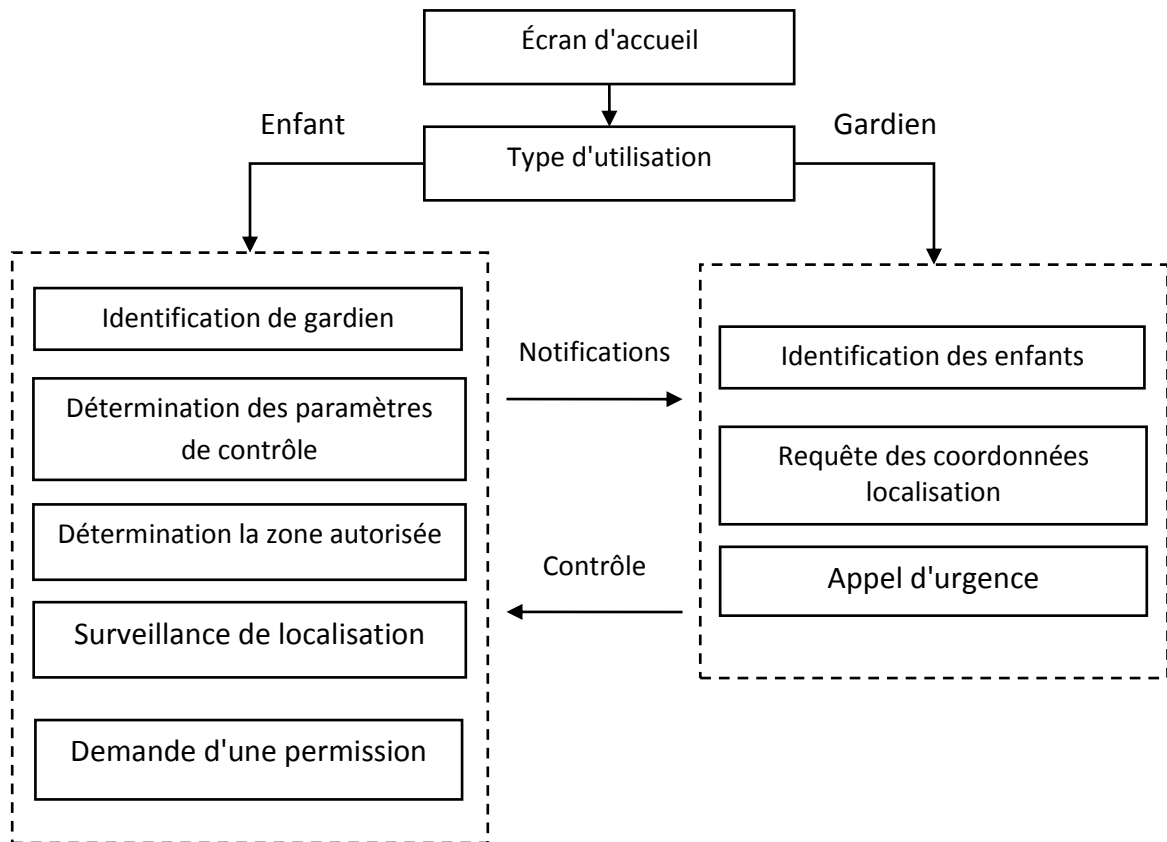 Écran d'accueil
Enfant
Gardien
Type d'utilisation
Identification de gardien
Détermination des paramètres
de contrôle
Détermination la zone autorisée
Surveillance de localisation
Demande d'une permission
Notifications
Contrôle
Identification des enfants
Requête des coordonnées
localisation
Appel d'urgence